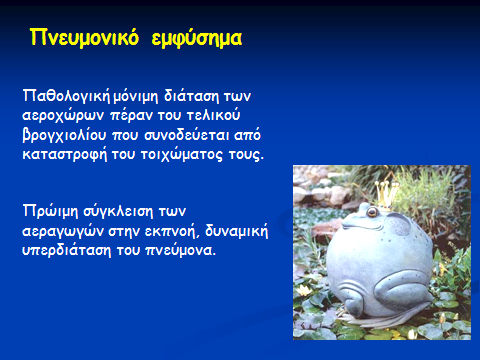 Πνευμονικό εμφύσημα
Παθολογική μόνιμη διάταση των
αεροχώρων πέραν του τελικού
βρογχιολίου που συνοδεύεται από
καταστροφή του τοιχώματος τους.
Πρώιμη σύγκλειση των
αεραγωγών στην εκπνοή, δυναμική
υπερδιάταση του πνεύμονα.